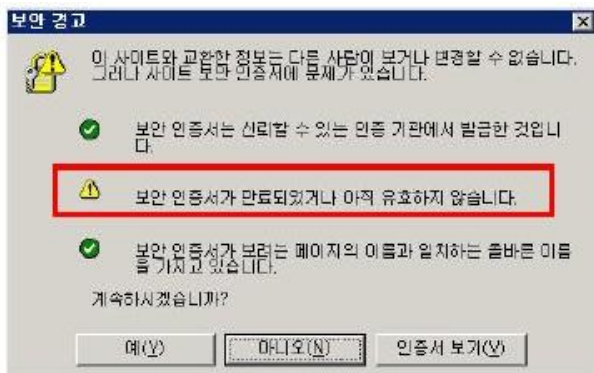 보안 경고
이 사이트와 교환한 정보는 다른 사람이 보거나 변경할 수 없습니다.
그러나 사이트 보안 인증서에 문제가 있습니다.
보안 인증서는 신뢰할 수 있는 인증 기관에서 발급한 것입니
다.
보안 인증서가 만료되었거나 아직 유효하지 않습니다.
보안 인증서가 보려는 페이지의 이름과 일치하는 올바른 이름
을 가지고 있습니다.
계속하시겠습니까?
예(Y)
아니오(N)
인증서 보기(V)